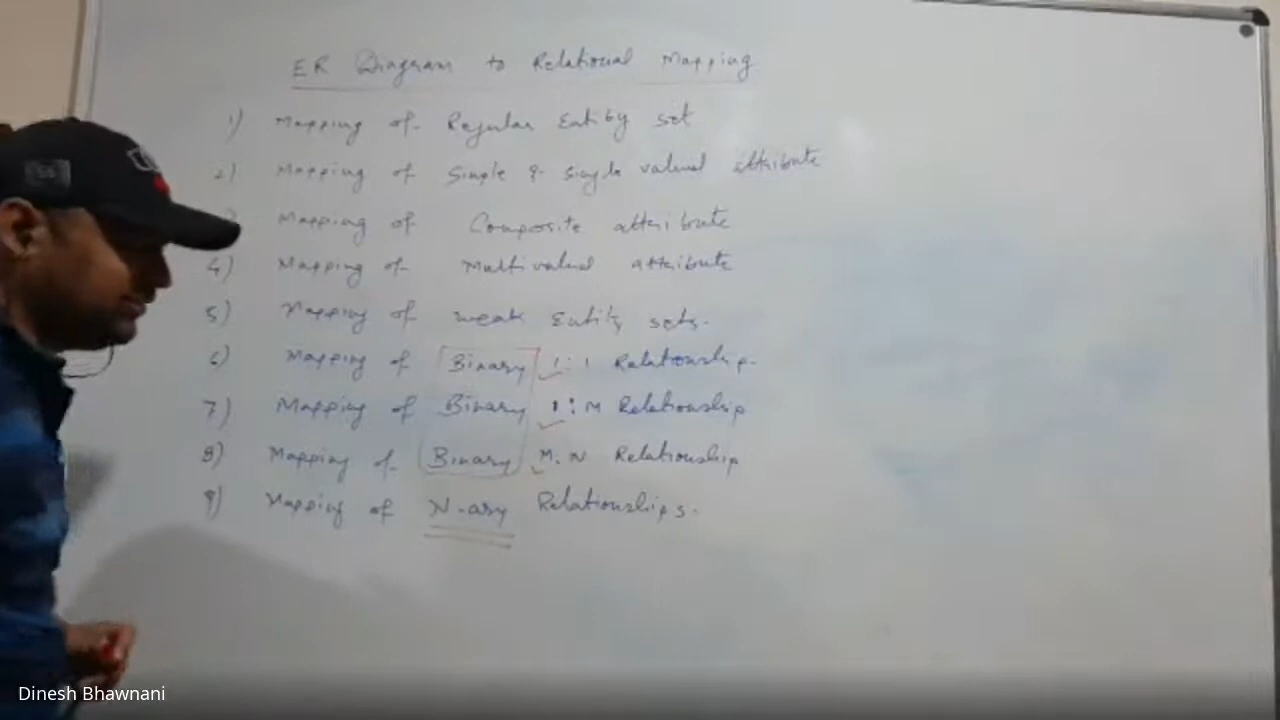 ER Diagram to Relational Mapping
1) Mapping of Regular Entity set
2) Mapping of Simple & single valued attribute
Mapping of Composite attribute
4) Mapping of Multivalued attribute
5) Mapping of weak Entity sets.
6) Mapping of Binary 1:1 Relationship.
7) Mapping of Binary 1:M Relationship
8) Mapping of Binary M:N Relationship
9) Mapping of N-ary Relationships.
Dinesh Bhawnani